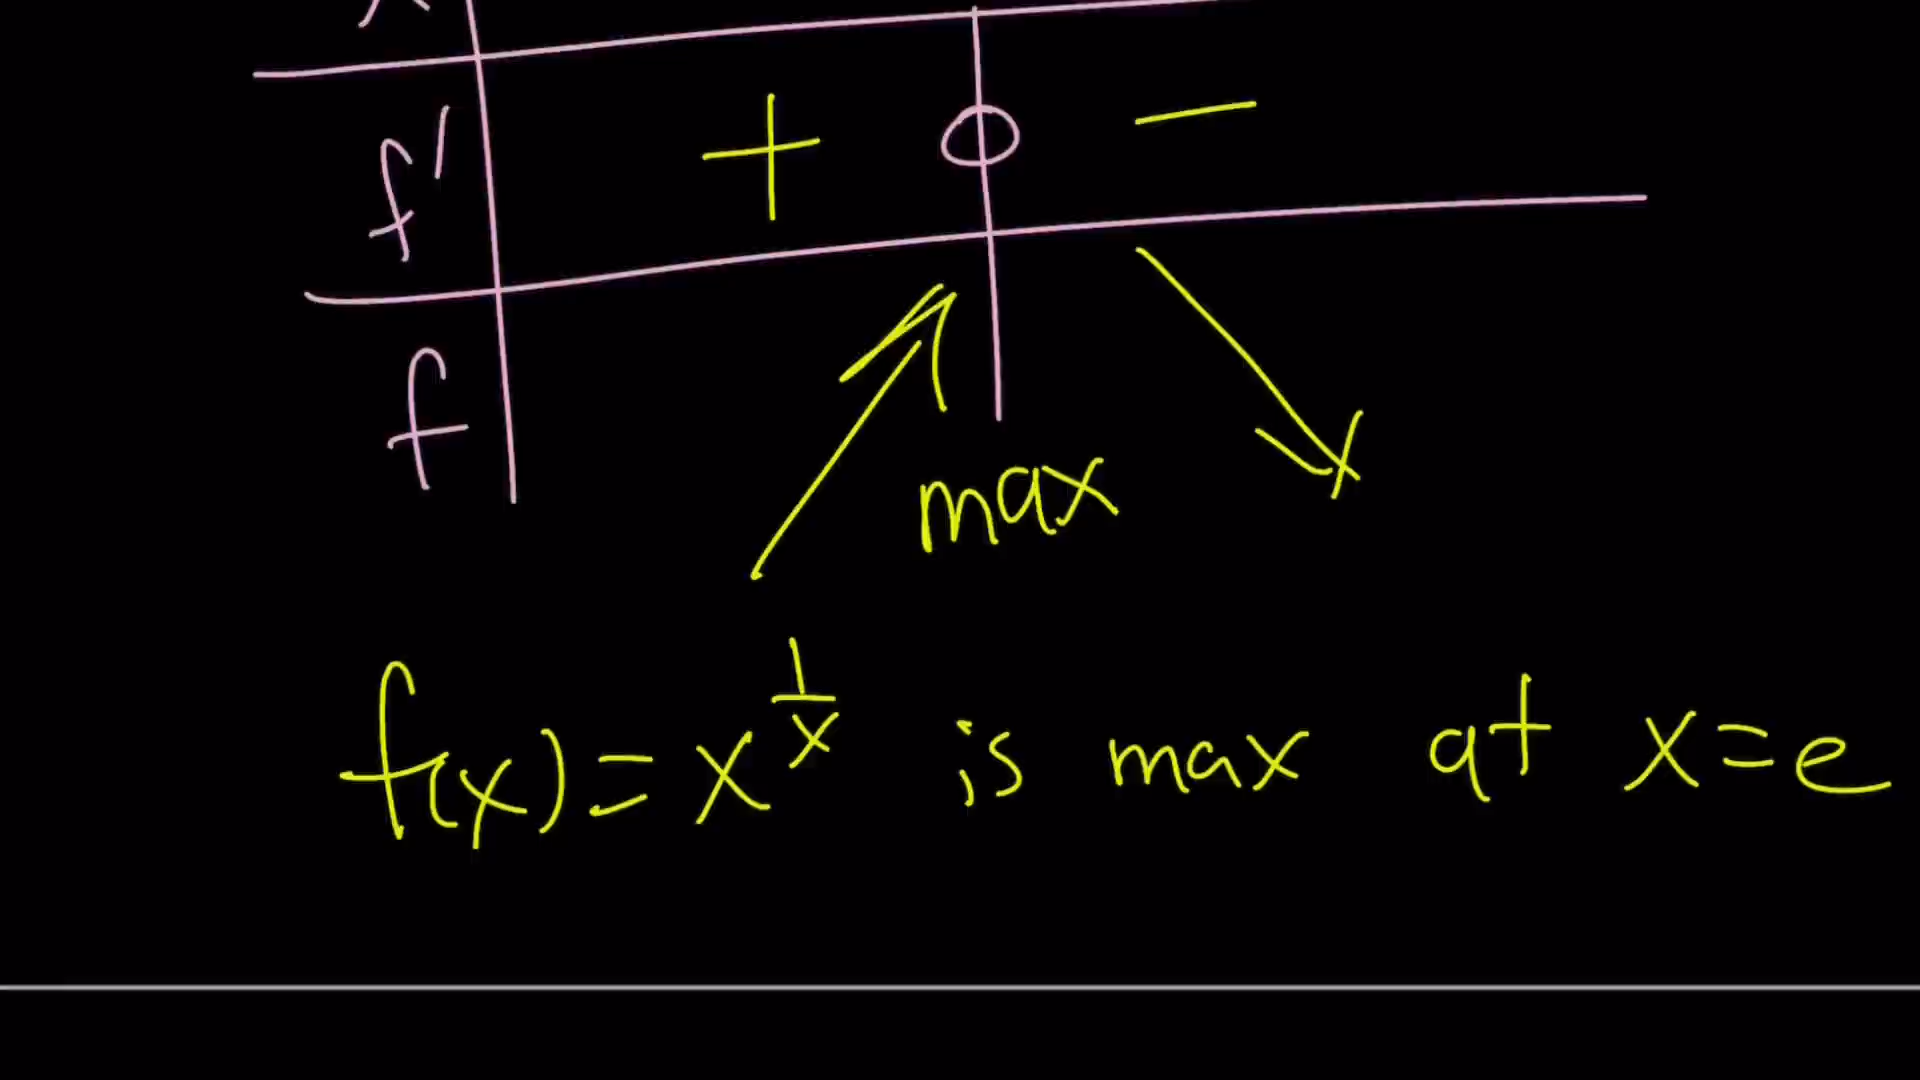 f' + 0 −
f
max
f(x) = x^{1/x} is max at x = e